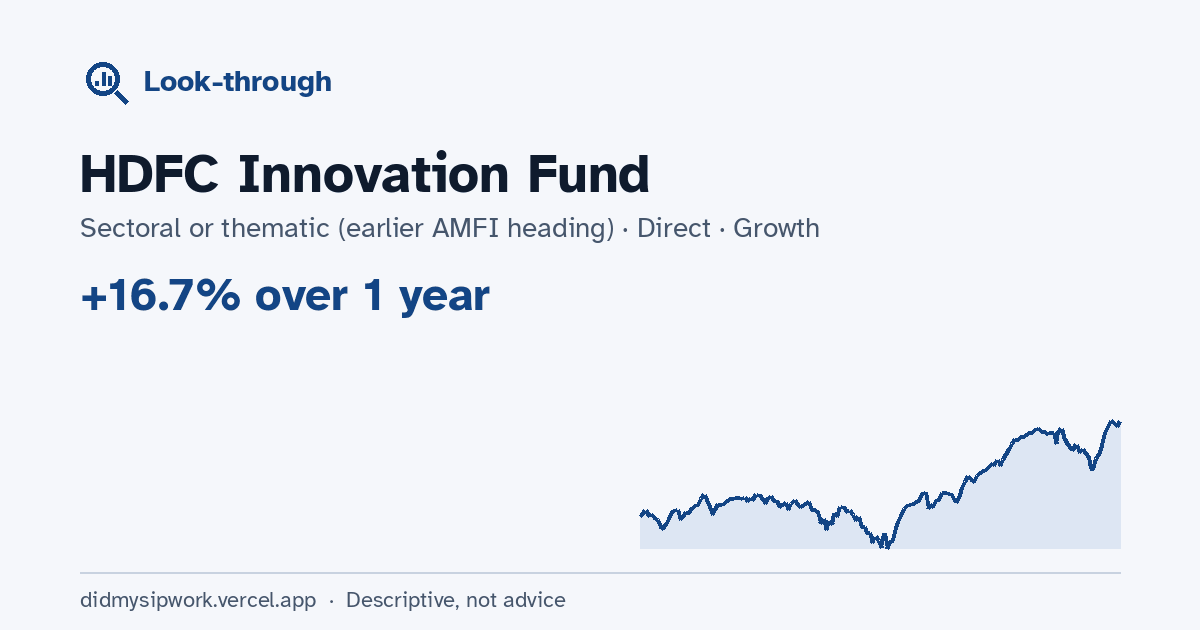 Look-through
HDFC Innovation Fund
Sectoral or thematic (earlier AMFI heading) · Direct · Growth
+16.7% over 1 year
didmysipwork.vercel.app · Descriptive, not advice